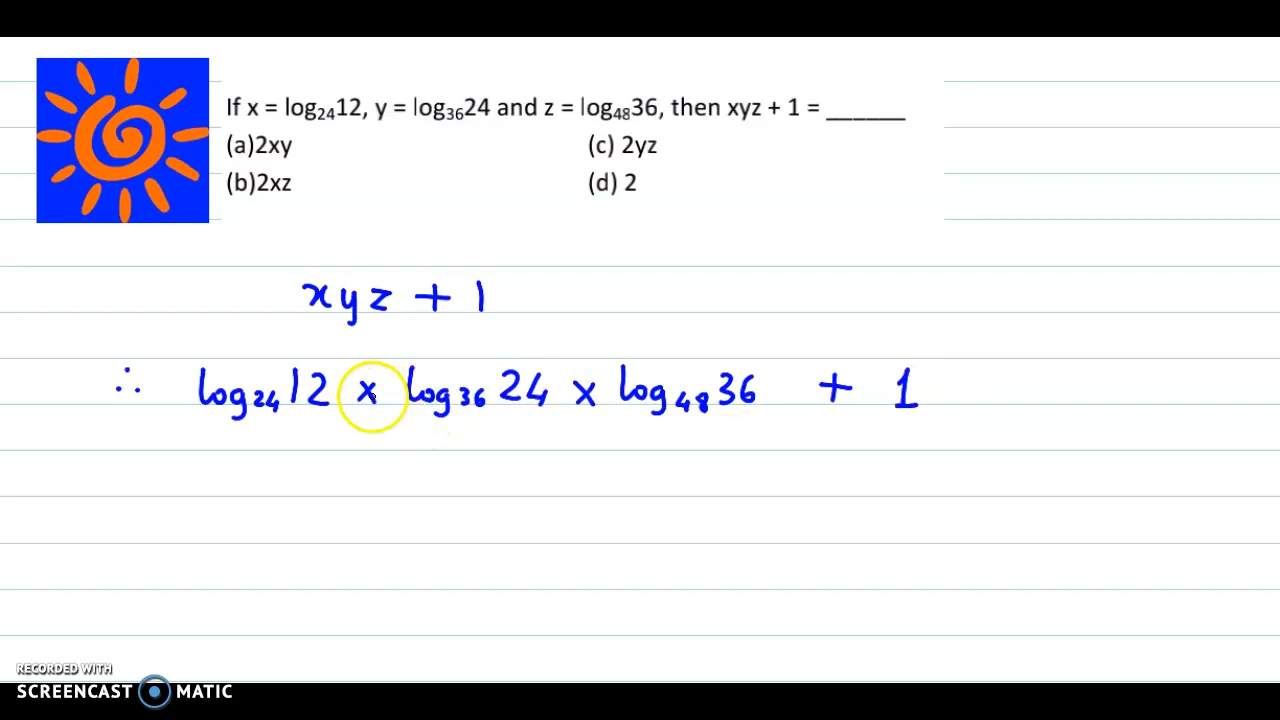 If x = log₂₄12, y = log₃₆24 and z = log₄₈36, then xyz + 1 = ______
(a)2xy (c) 2yz
(b)2xz (d) 2
xyz + 1
∴ log₂₄12 × log₃₆24 × log₄₈36 + 1
RECORDED WITH
SCREENCAST MATIC